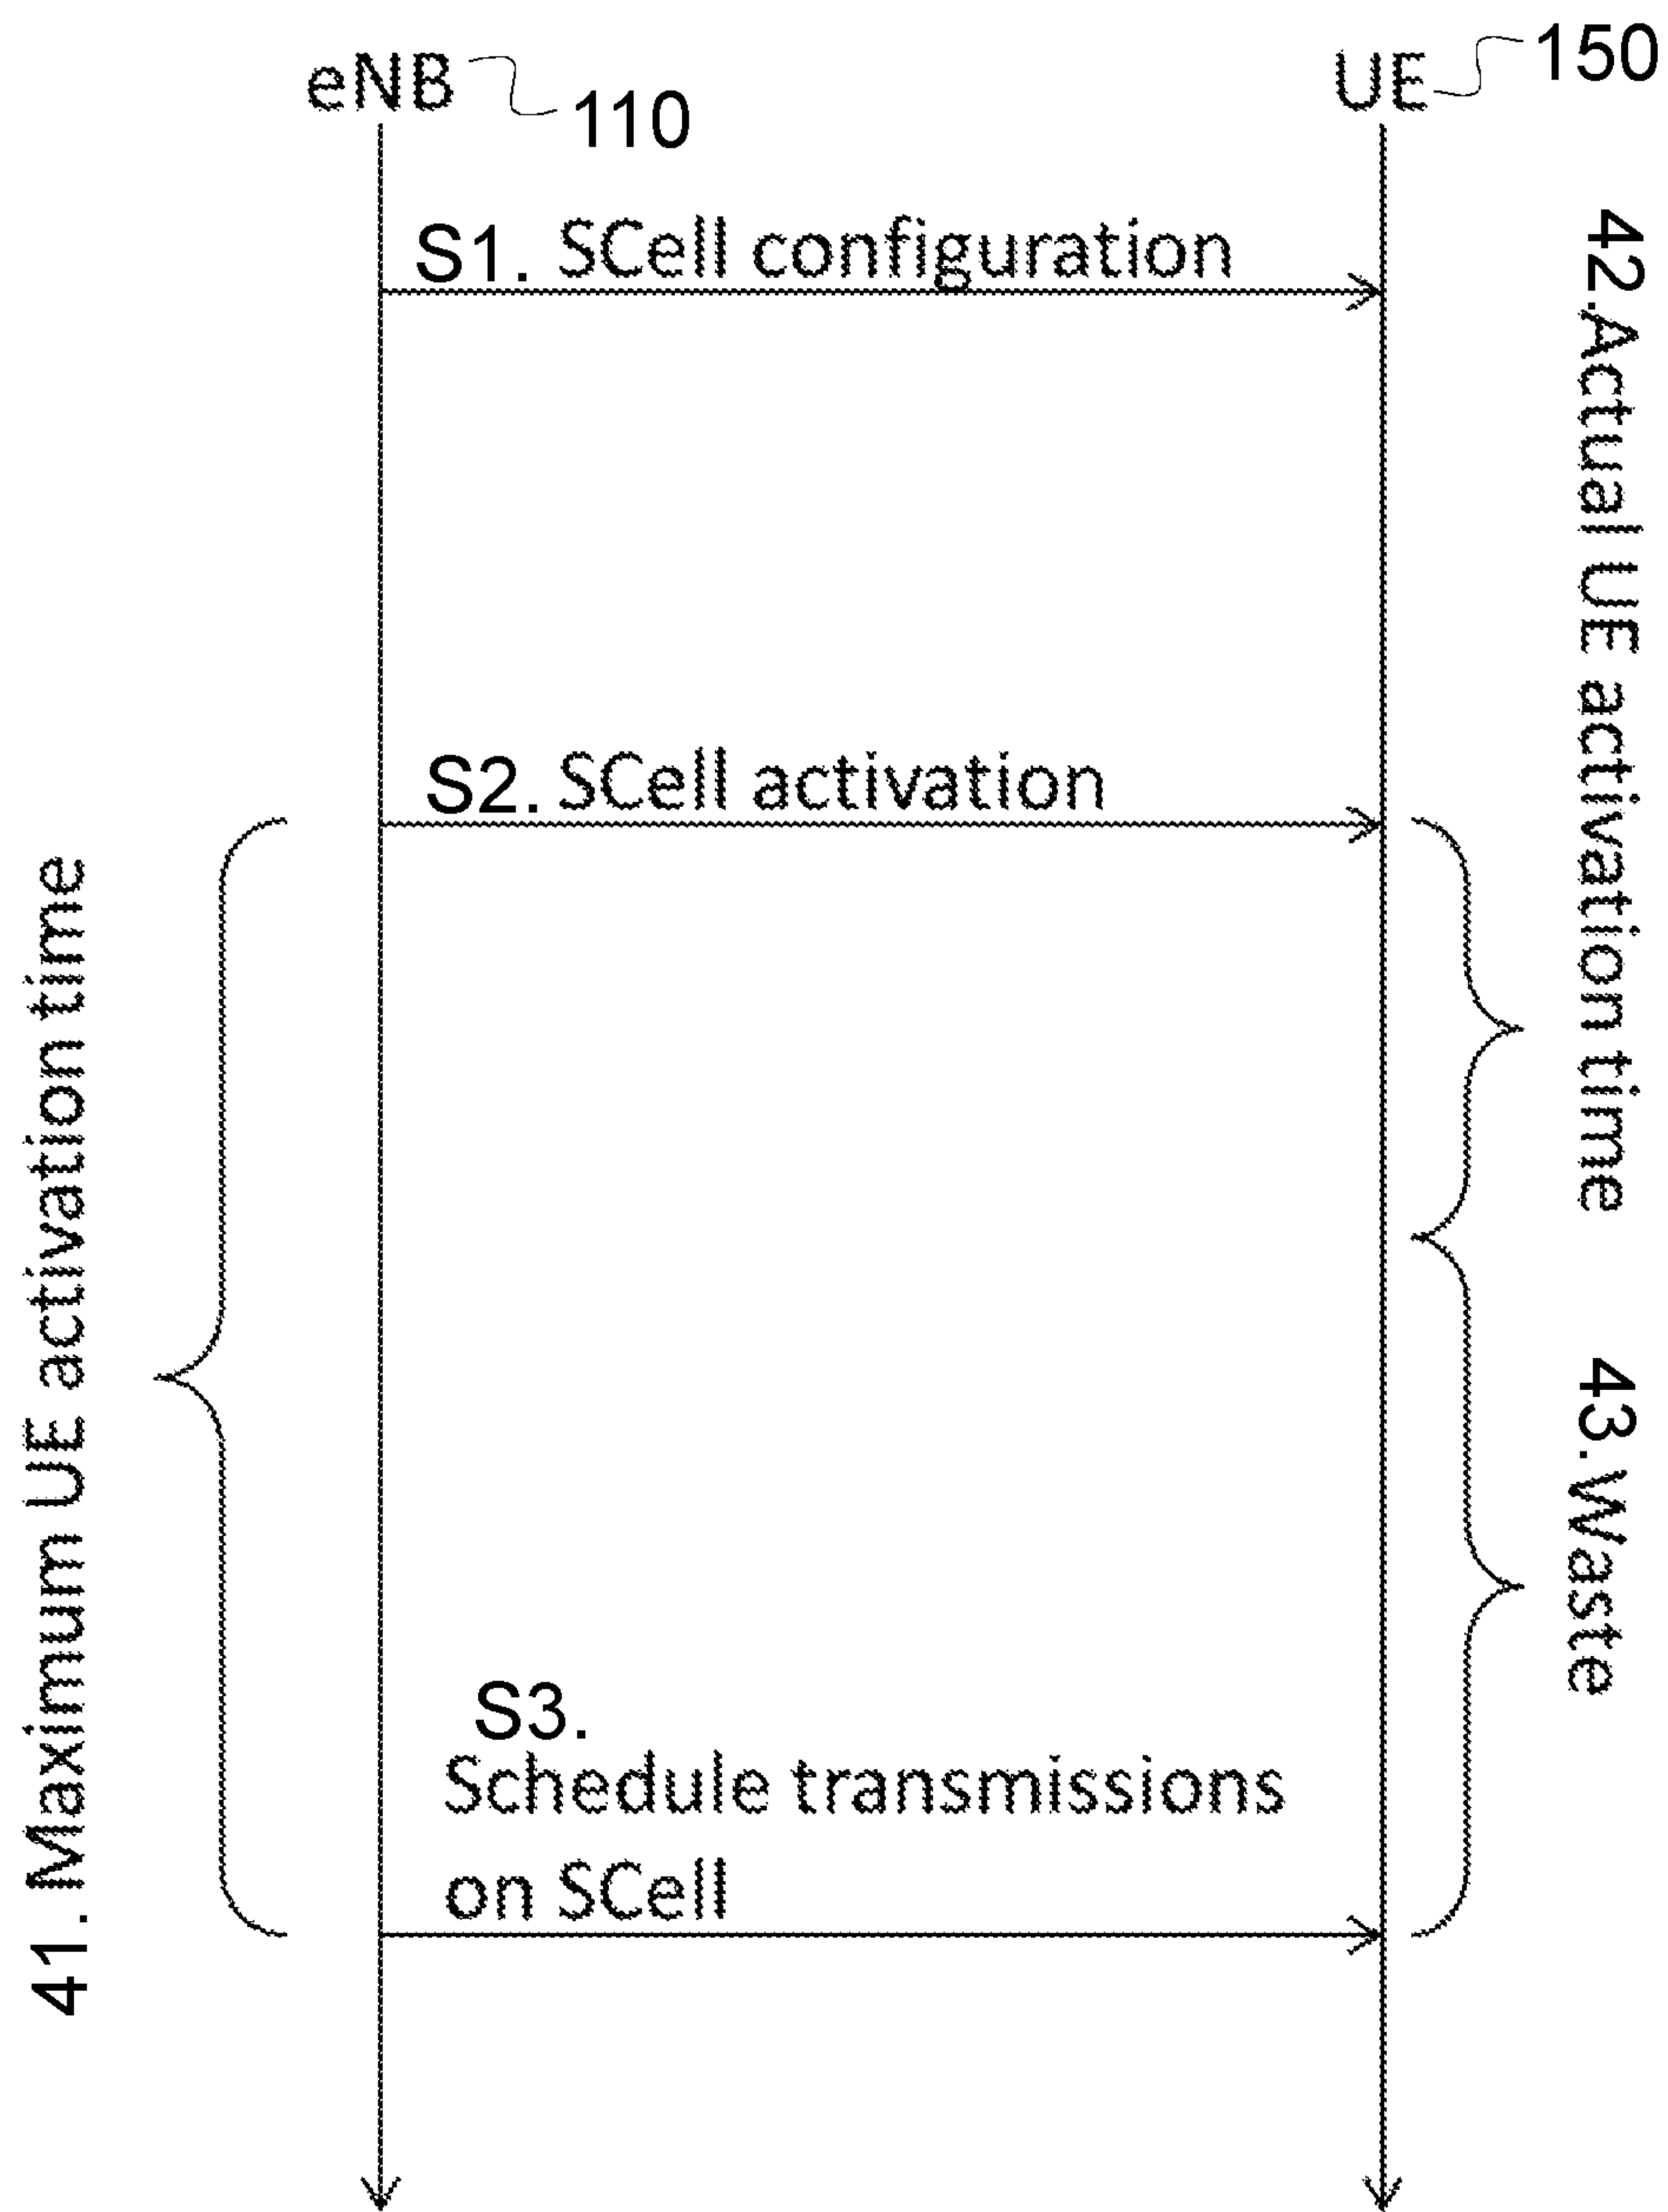 eNB
110
UE
150
S1. SCell configuration
S2. SCell activation
S3.
Schedule transmissions
on SCell
41. Maximum UE activation time
42.Actual UE activation time
43.Waste